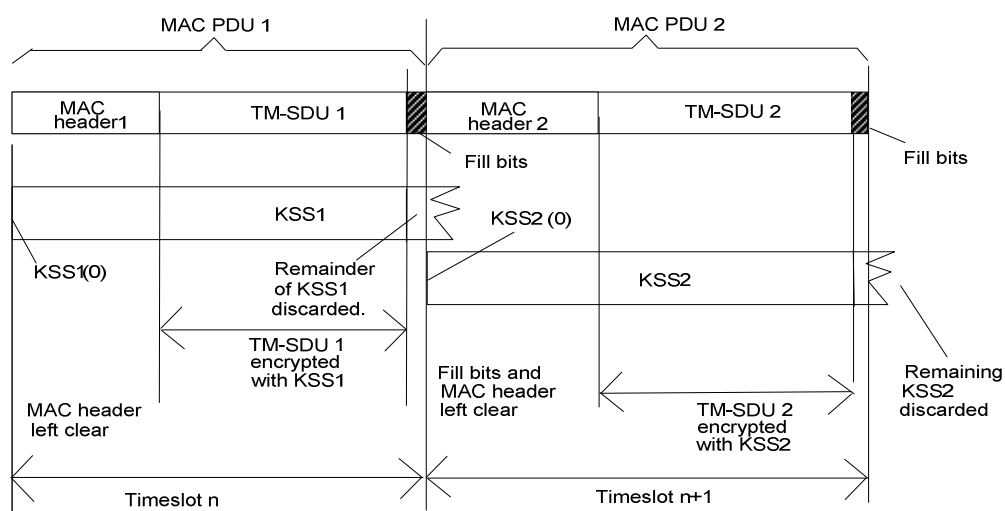 MAC PDU 1
MAC PDU 2
MAC
header1
TM-SDU 1
MAC
header 2
TM-SDU 2
Fill bits
Fill bits
KSS1
KSS2 (0)
KSS1(0)
Remainder
of KSS1
discarded.
KSS2
TM-SDU 1
encrypted
with KSS1
Fill bits and
MAC header
left clear
Remaining
KSS2
discarded
MAC header
left clear
TM-SDU 2
encrypted
with KSS2
Timeslot n
Timeslot n+1